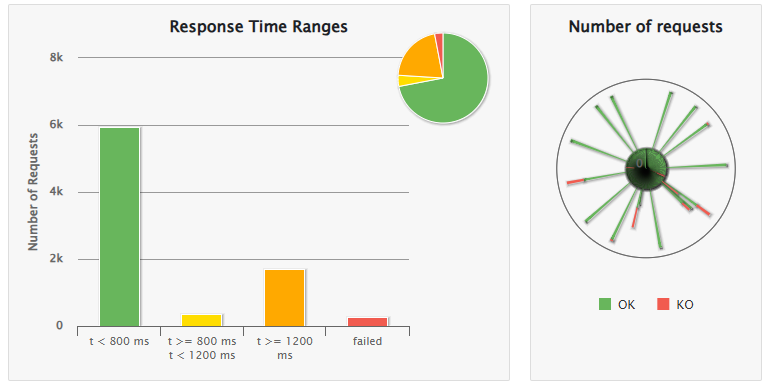 Response Time Ranges
Number of Requests
8k
6k
4k
2k
0
t < 800 ms
t >= 800 ms
t < 1200 ms
t >= 1200
ms
failed
Number of requests
0
OK
KO